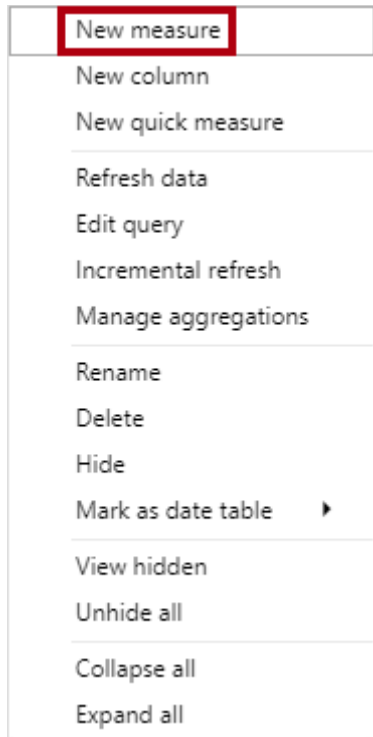 New measure
New column
New quick measure
Refresh data
Edit query
Incremental refresh
Manage aggregations
Rename
Delete
Hide
Mark as date table
View hidden
Unhide all
Collapse all
Expand all